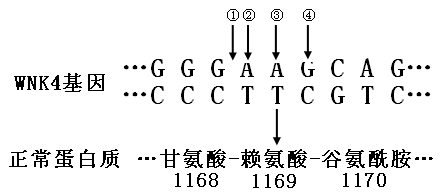 ① ② ③ ④
…G G G A A G C A G…
WNK4基因
…C C C T T C G T C…
正常蛋白质 …甘氨酸-赖氨酸-谷氨酰胺…
1168 1169 1170